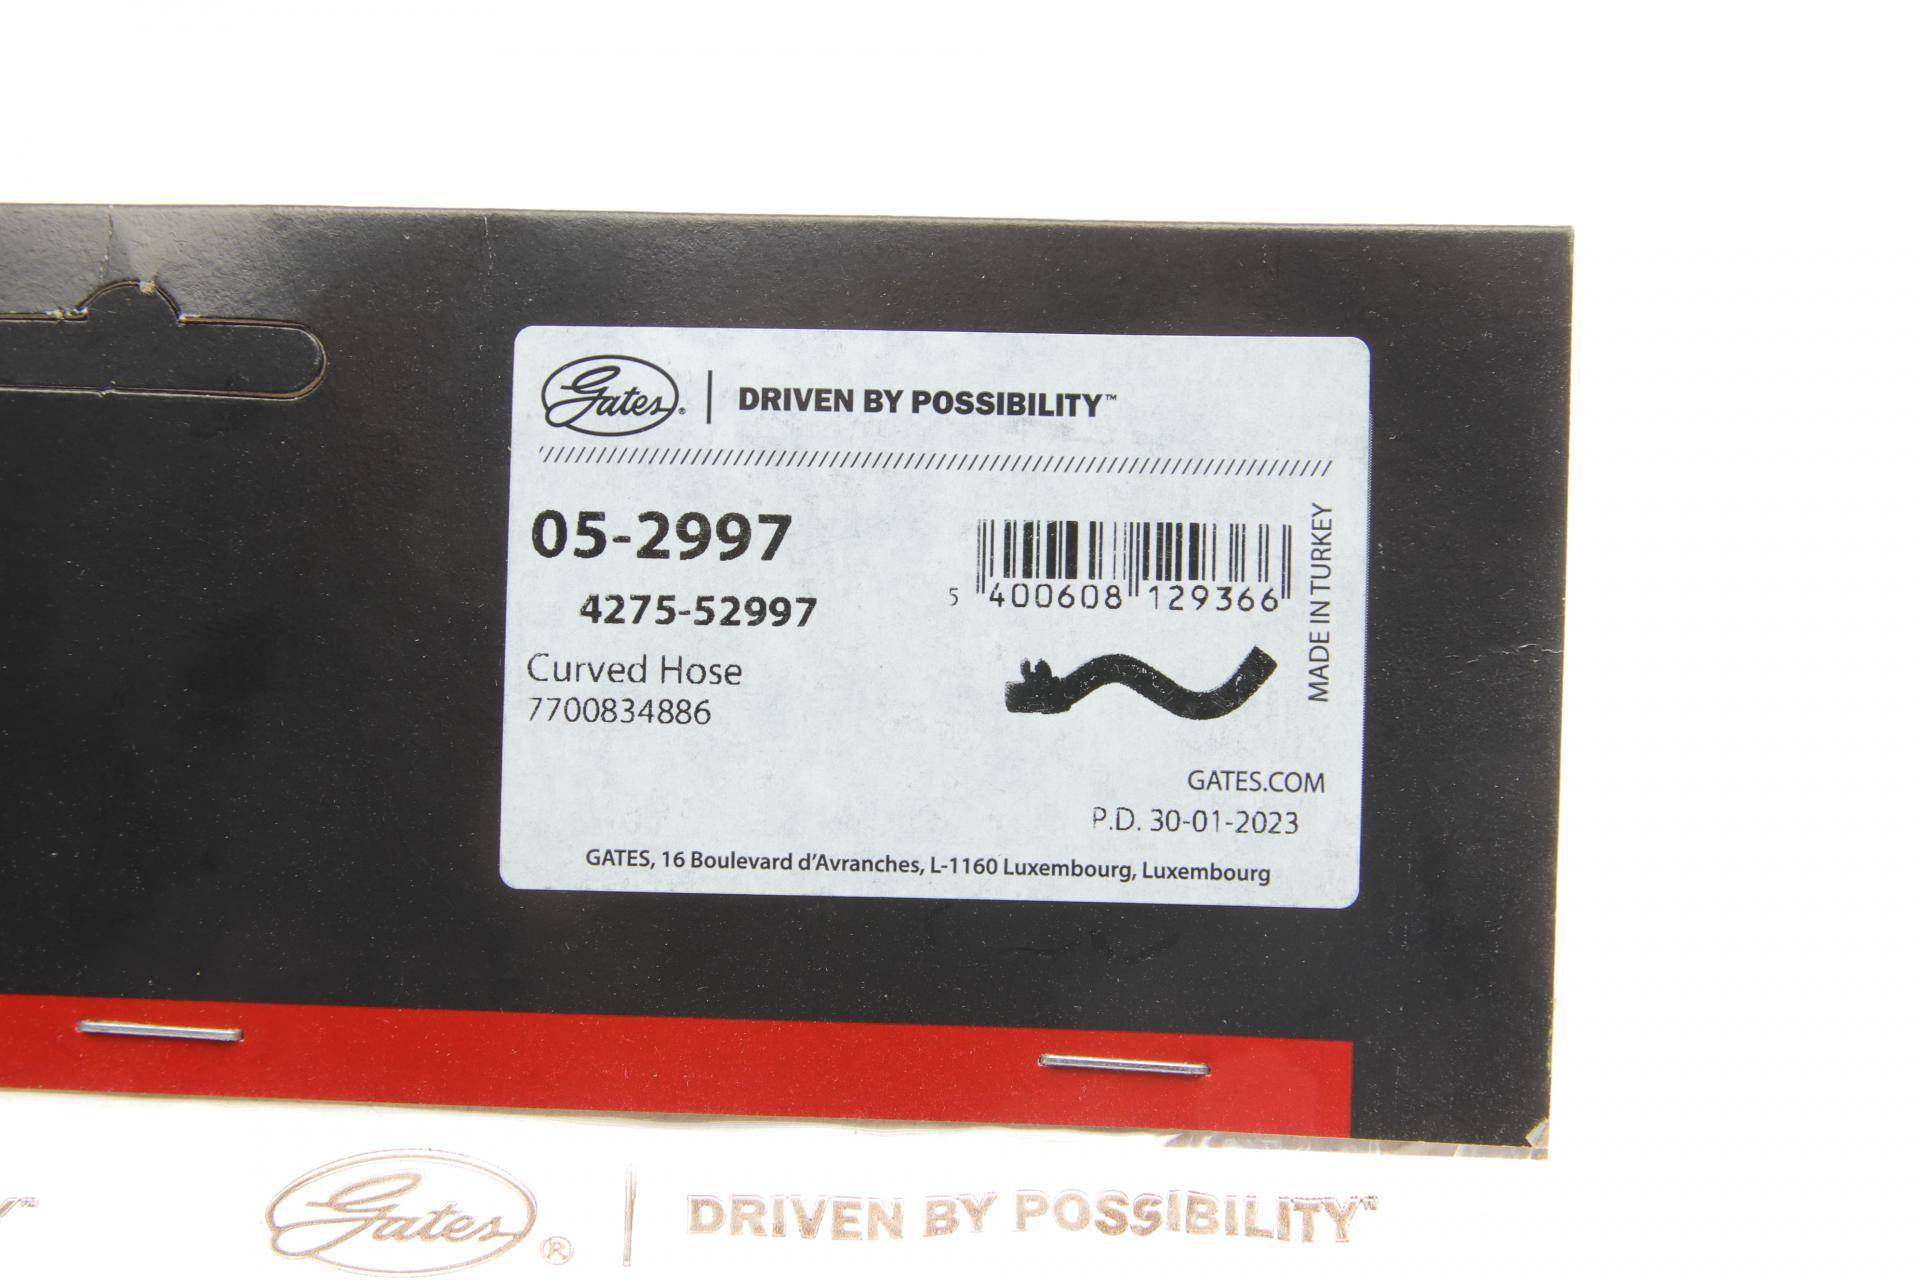 Gates® | DRIVEN BY POSSIBILITY™
05-2997
4275-52997
Curved Hose
7700834886
5 400608 129366
MADE IN TURKEY
GATES.COM
P.D. 30-01-2023
GATES, 16 Boulevard d'Avranches, L-1160 Luxembourg, Luxembourg
Y™ Gates® | DRIVEN BY POSSIBILITY™